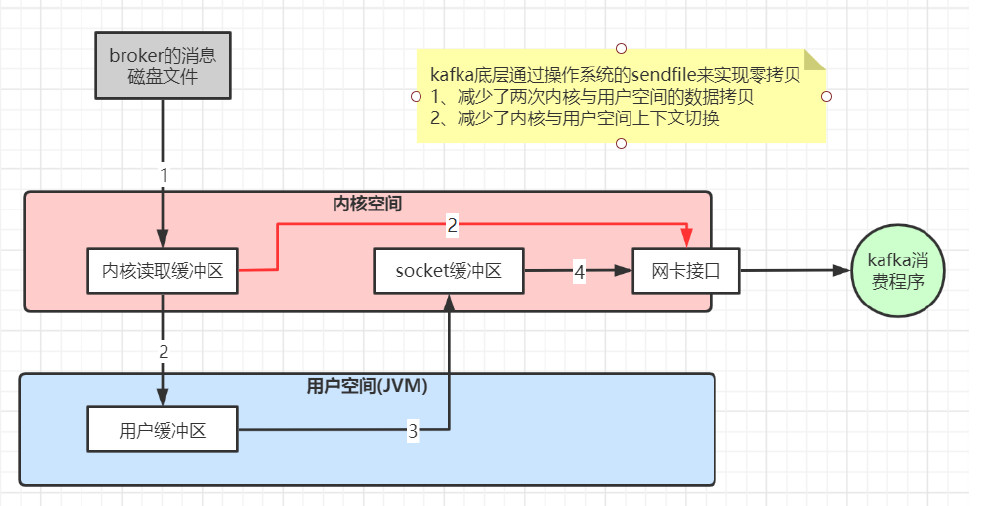 broker的消息
磁盘文件
kafka底层通过操作系统的sendfile来实现零拷贝
1、减少了两次内核与用户空间的数据拷贝
2、减少了内核与用户空间上下文切换
1
内核空间
2
内核读取缓冲区
socket缓冲区
4
网卡接口
kafka消
费程序
2
用户空间(JVM)
用户缓冲区
3